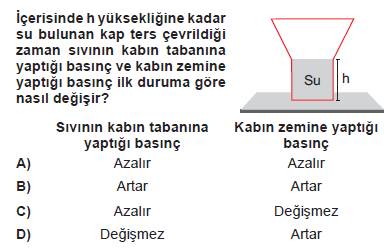 İçerisinde h yüksekliğine kadar
su bulunan kap ters çevrildiği
zaman sıvının kabın tabanına
yaptığı basınç ve kabın zemine
yaptığı basınç ilk duruma göre
nasıl değişir?
Su h
Sıvının kabın tabanına yaptığı basınç
Kabın zemine yaptığı basınç
A) Azalır Azalır
B) Artar Artar
C) Azalır Değişmez
D) Değişmez Artar